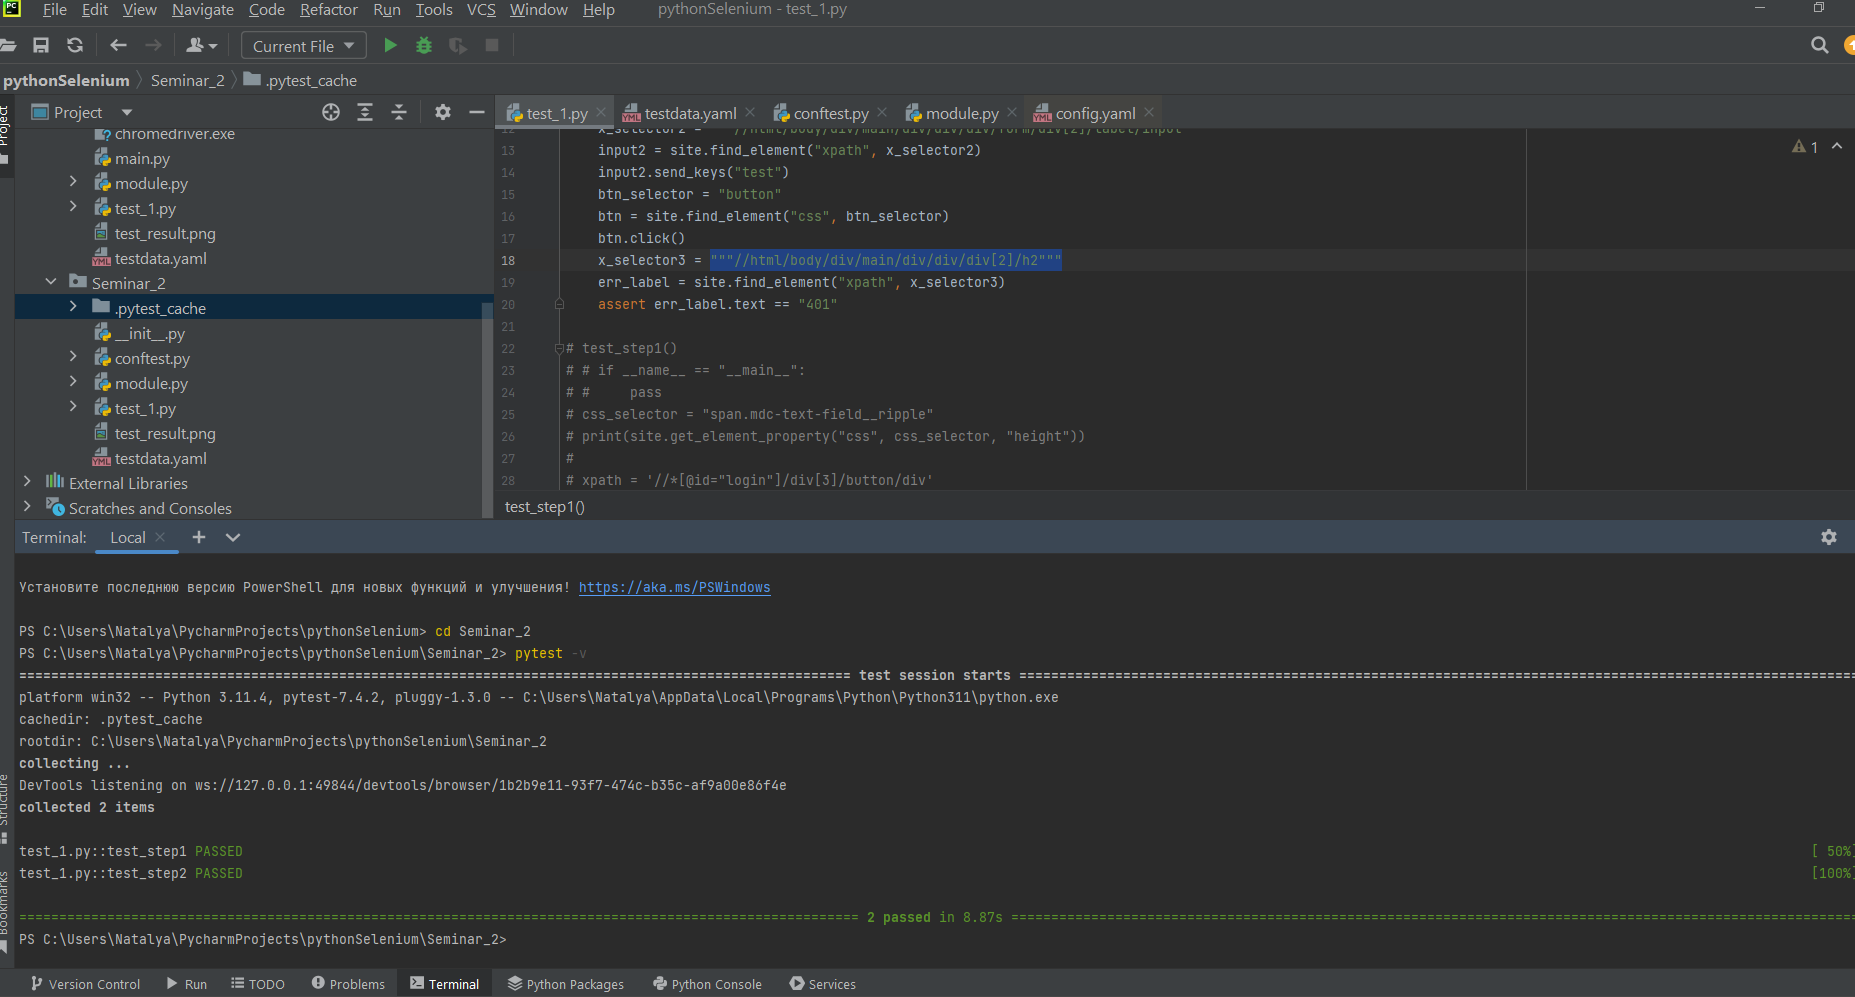 PC
File Edit View Navigate Code Refactor Run Tools VCS Window Help pythonSelenium - test_1.py
Current File
pythonSelenium Seminar_2 .pytest_cache
Project
Project
test_1.py testdata.yaml conftest.py module.py config.yaml
chromedriver.exe
main.py
module.py
test_1.py
test_result.png
testdata.yaml
Seminar_2
.pytest_cache
__init__.py
conftest.py
module.py
test_1.py
test_result.png
testdata.yaml
External Libraries
Scratches and Consoles
12 x_selector2 = """//html/body/div/main/div/div/div/form/div[2]/label/input"""
13 input2 = site.find_element("xpath", x_selector2)
14 input2.send_keys("test")
15 btn_selector = "button"
16 btn = site.find_element("css", btn_selector)
17 btn.click()
18 x_selector3 = """//html/body/div/main/div/div/div[2]/h2"""
19 err_label = site.find_element("xpath", x_selector3)
20 assert err_label.text == "401"
21
22 # test_step1()
23 # # if __name__ == "__main__":
24 # #     pass
25 # css_selector = "span.mdc-text-field__ripple"
26 # print(site.get_element_property("css", css_selector, "height"))
27 #
28 # xpath = '//*[@id="login"]/div[3]/button/div'
1
test_step1()
Terminal: Local
Установите последнюю версию PowerShell для новых функций и улучшения! https://aka.ms/PSWindows
PS C:\Users\Natalya\PycharmProjects\pythonSelenium> cd Seminar_2
PS C:\Users\Natalya\PycharmProjects\pythonSelenium\Seminar_2> pytest -v
test session starts
platform win32 -- Python 3.11.4, pytest-7.4.2, pluggy-1.3.0 -- C:\Users\Natalya\AppData\Local\Programs\Python\Python311\python.exe
cachedir: .pytest_cache
rootdir: C:\Users\Natalya\PycharmProjects\pythonSelenium\Seminar_2
collecting ...
DevTools listening on ws://127.0.0.1:49844/devtools/browser/1b2b9e11-93f7-474c-b35c-af9a00e86f4e
collected 2 items
test_1.py::test_step1 PASSED [ 50%]
test_1.py::test_step2 PASSED [100%]
2 passed in 8.87s
PS C:\Users\Natalya\PycharmProjects\pythonSelenium\Seminar_2>
Structure
Bookmarks
Version Control Run TODO Problems Terminal Python Packages Python Console Services